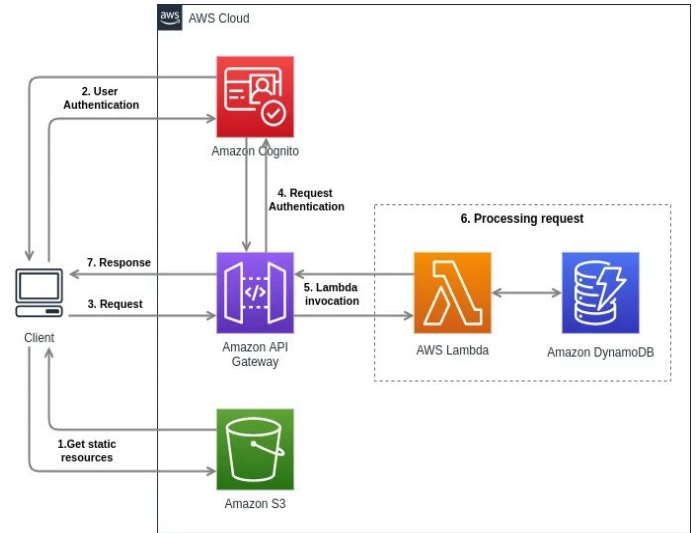 aws
AWS Cloud
2. User
Authentication
Amazon Cognito
4. Request
Authentication
6. Processing request
7. Response
5. Lambda
invocation
3. Request
</>
Client
Amazon API
Gateway
AWS Lambda
Amazon DynamoDB
1.Get static
resources
Amazon S3